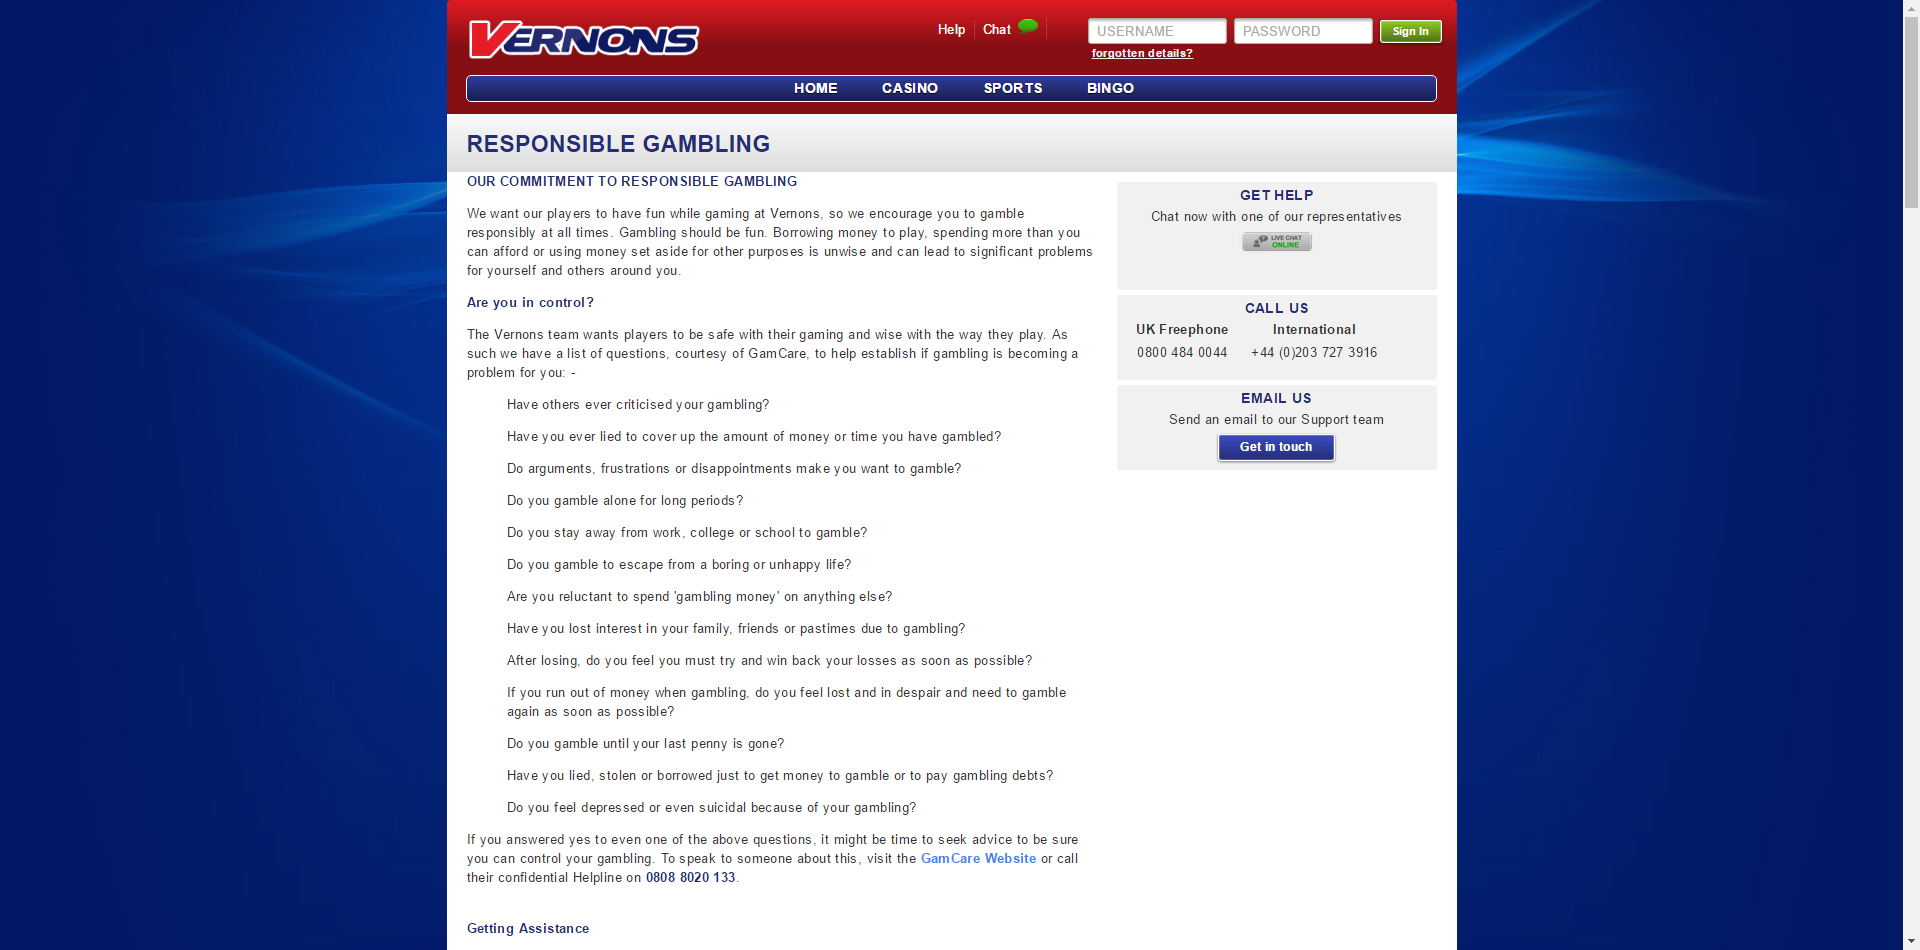 VERNONS
Help
Chat
USERNAME
PASSWORD
Sign In
forgotten details?
HOME
CASINO
SPORTS
BINGO
RESPONSIBLE GAMBLING
OUR COMMITMENT TO RESPONSIBLE GAMBLING
We want our players to have fun while gaming at Vernons, so we encourage you to gamble
responsibly at all times. Gambling should be fun. Borrowing money to play, spending more than you
can afford or using money set aside for other purposes is unwise and can lead to significant problems
for yourself and others around you.
Are you in control?
The Vernons team wants players to be safe with their gaming and wise with the way they play. As
such we have a list of questions, courtesy of GamCare, to help establish if gambling is becoming a
problem for you: -
Have others ever criticised your gambling?
Have you ever lied to cover up the amount of money or time you have gambled?
Do arguments, frustrations or disappointments make you want to gamble?
Do you gamble alone for long periods?
Do you stay away from work, college or school to gamble?
Do you gamble to escape from a boring or unhappy life?
Are you reluctant to spend 'gambling money' on anything else?
Have you lost interest in your family, friends or pastimes due to gambling?
After losing, do you feel you must try and win back your losses as soon as possible?
If you run out of money when gambling, do you feel lost and in despair and need to gamble
again as soon as possible?
Do you gamble until your last penny is gone?
Have you lied, stolen or borrowed just to get money to gamble or to pay gambling debts?
Do you feel depressed or even suicidal because of your gambling?
If you answered yes to even one of the above questions, it might be time to seek advice to be sure
you can control your gambling. To speak to someone about this, visit the GamCare Website or call
their confidential Helpline on 0808 8020 133.
Getting Assistance
GET HELP
Chat now with one of our representatives
LIVE CHAT
ONLINE
CALL US
UK Freephone International
0800 484 0044 +44 (0)203 727 3916
EMAIL US
Send an email to our Support team
Get in touch